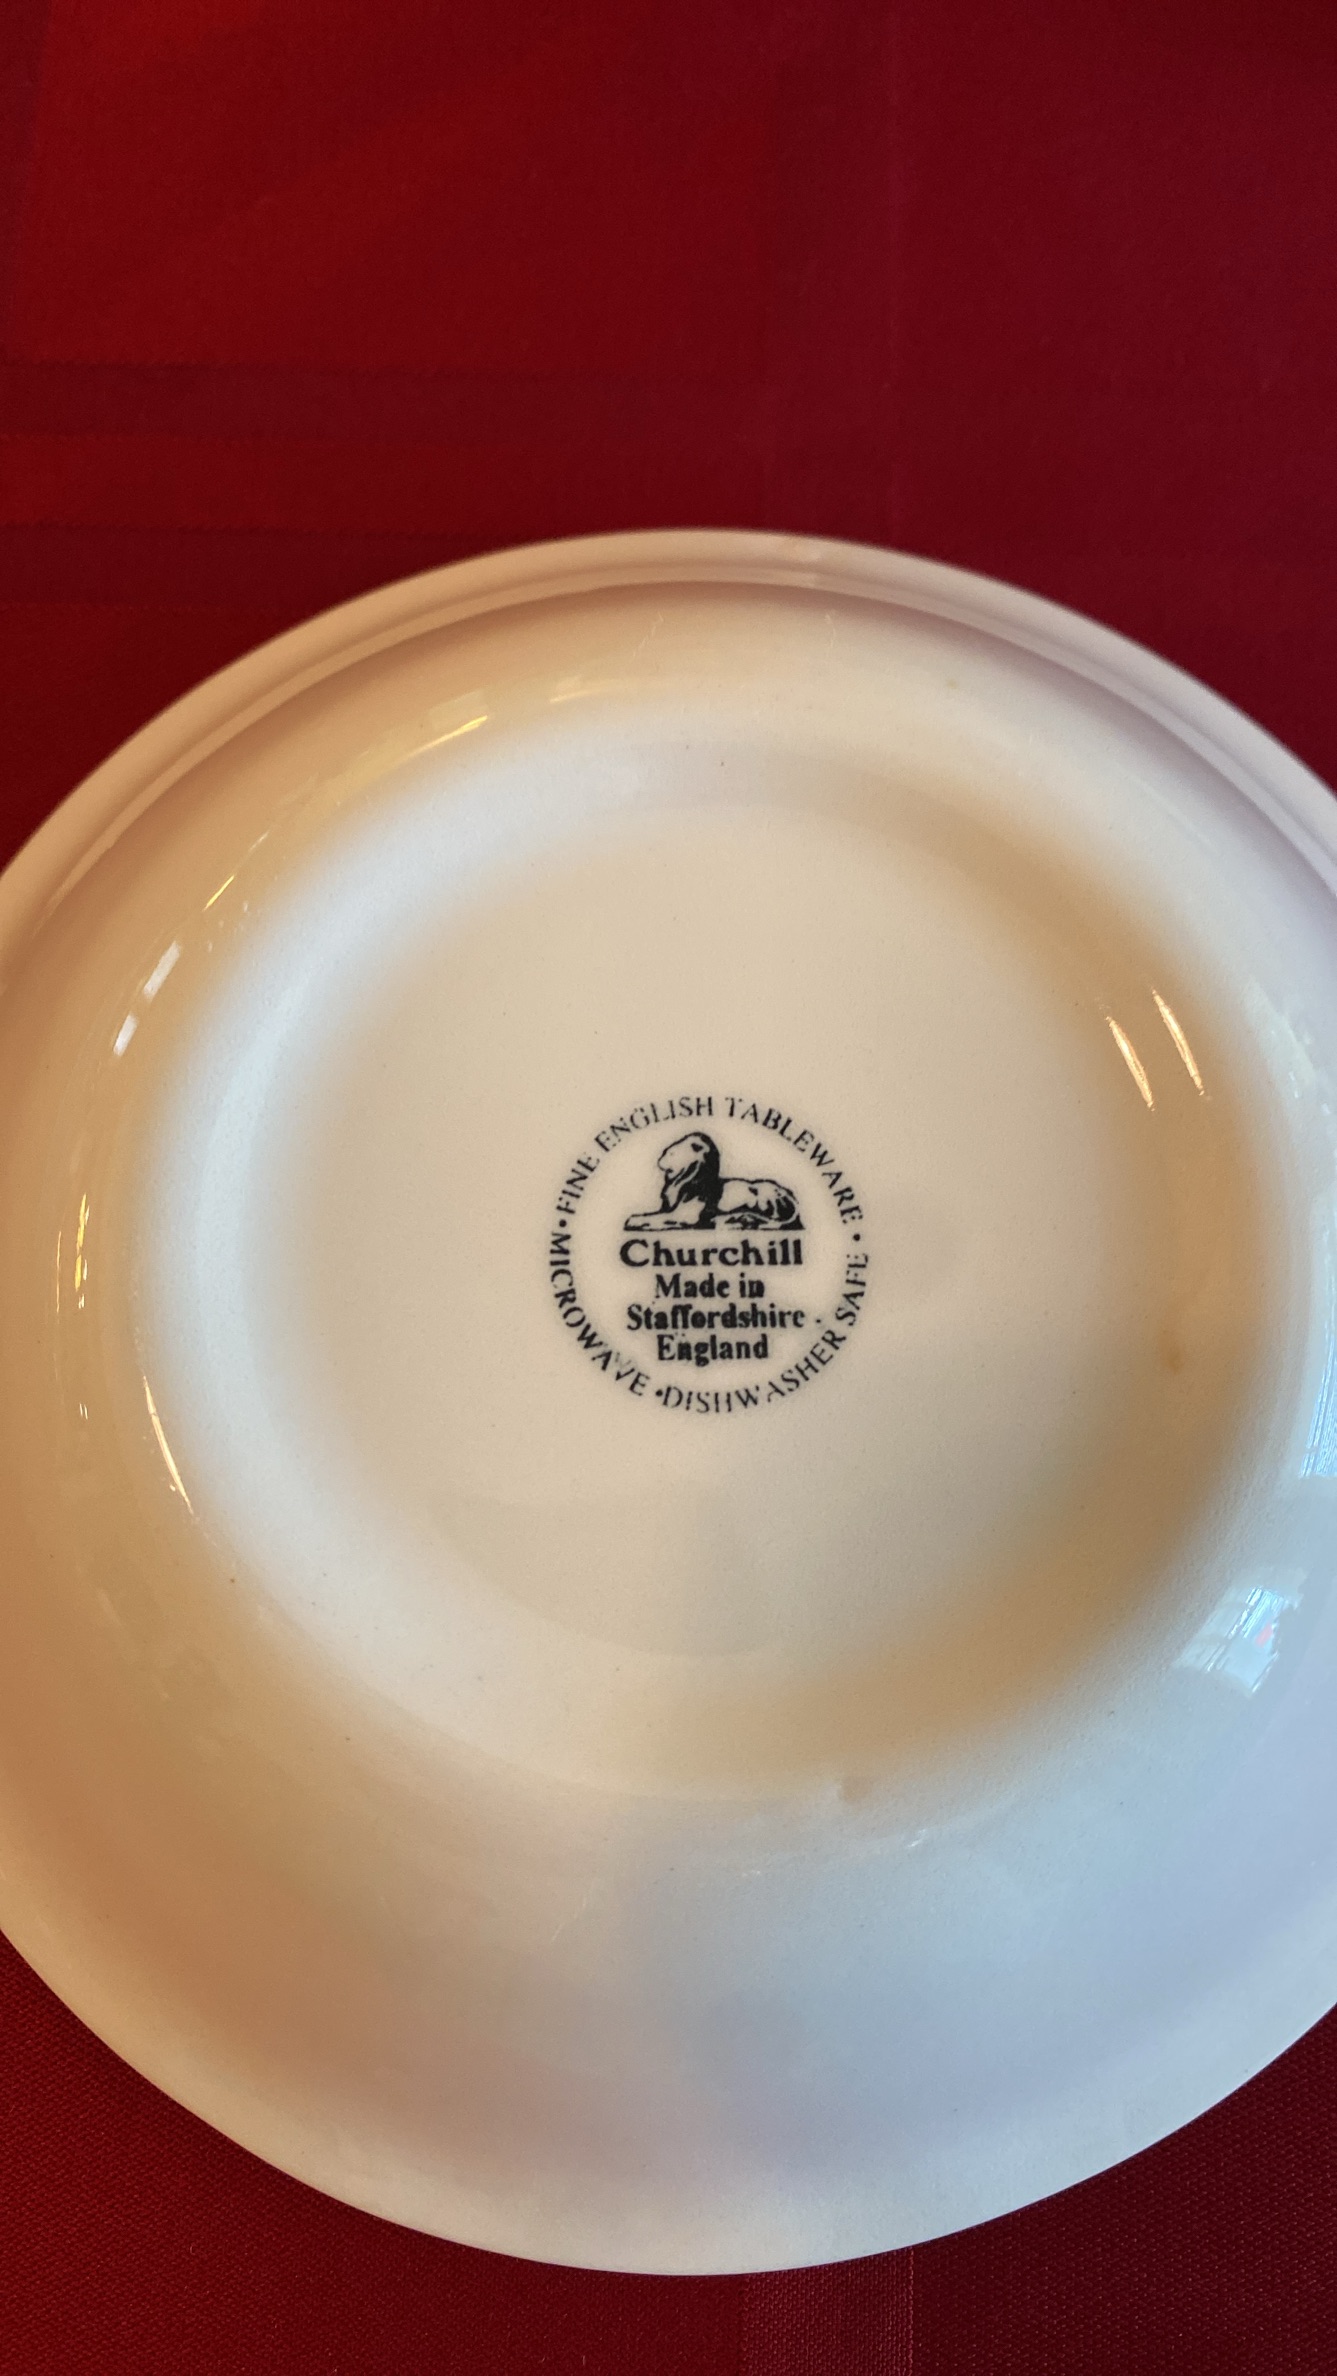 • FINE ENGLISH TABLEWARE •
Churchill
Made in
Staffordshire
England
MICROWAVE • DISHWASHER SAFE